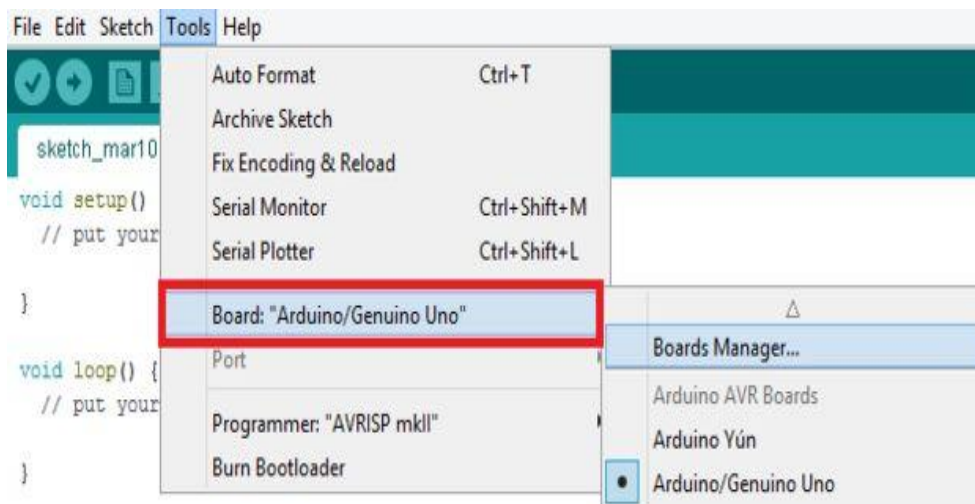 File Edit Sketch Tools Help
Auto Format Ctrl+T
Archive Sketch
sketch_mar10
Fix Encoding & Reload
void setup()
Serial Monitor Ctrl+Shift+M
// put your
Serial Plotter Ctrl+Shift+L
}
Board: "Arduino/Genuino Uno"
Boards Manager...
Port
void loop() {
Arduino AVR Boards
// put your
Programmer: "AVRISP mkII"
Arduino Yún
Burn Bootloader
}
Arduino/Genuino Uno